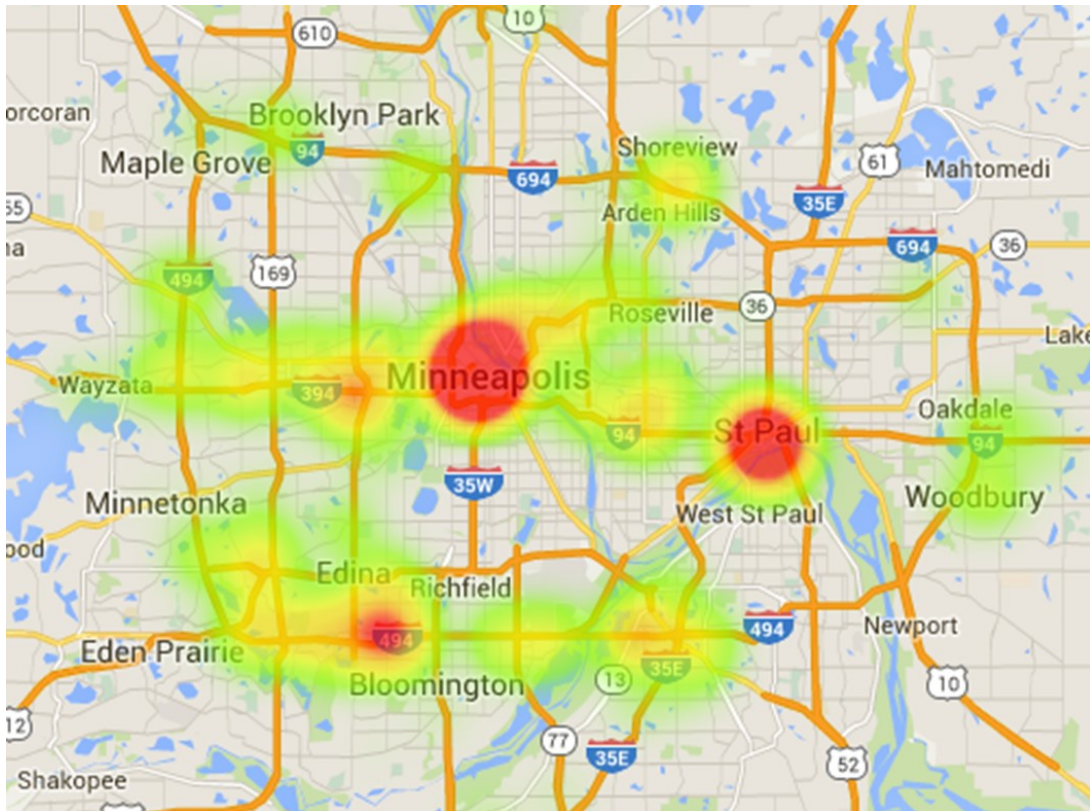 10
610
orcoran
Brooklyn Park
94
Maple Grove
Shoreview
61
Mahtomedi
694
35E
55
Arden Hills
na
494
169
694
36
36
Roseville
Lake
Minneapolis
Wayzata
394
94
St Paul
Oakdale
94
35W
Minnetonka
Woodbury
West St Paul
ood
Edina
Richfield
494
494
Newport
Eden Prairie
35E
Bloomington
13
10
12
77
35E
52
Shakopee